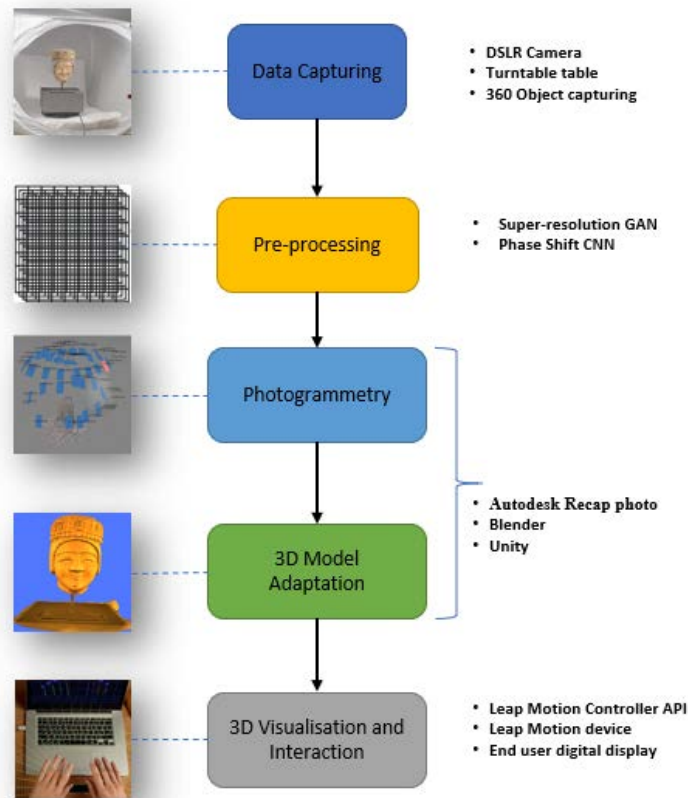 Data Capturing
• DSLR Camera
• Turntable table
• 360 Object capturing
Pre-processing
• Super-resolution GAN
• Phase Shift CNN
Photogrammetry
3D Model
Adaptation
• Autodesk Recap photo
• Blender
• Unity
3D Visualisation and
Interaction
• Leap Motion Controller API
• Leap Motion device
• End user digital display